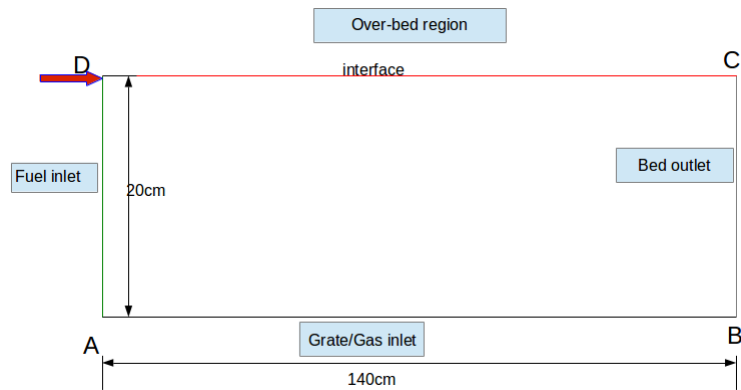 Over-bed region
D
interface
C
Fuel inlet
20cm
Bed outlet
A
Grate/Gas inlet
B
140cm